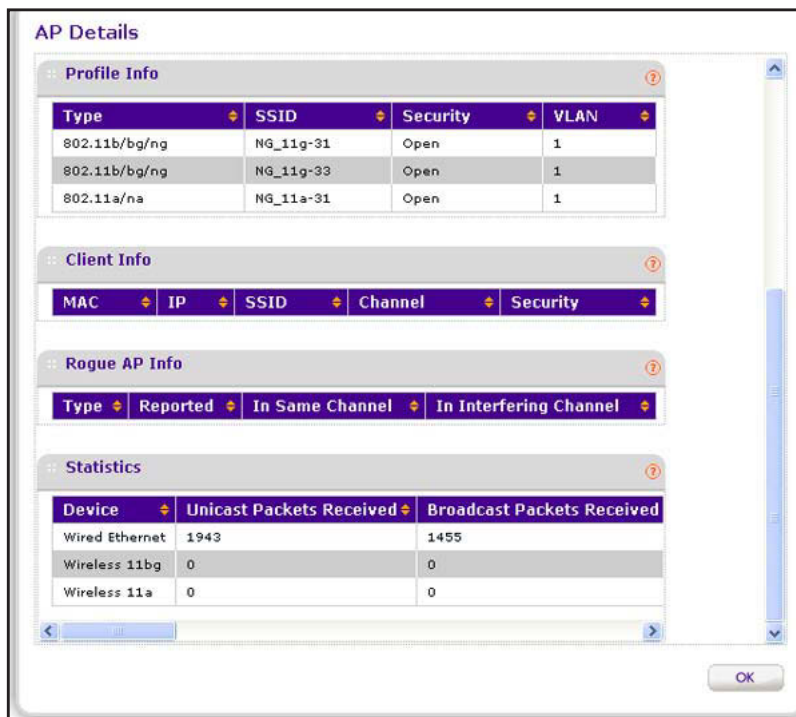 AP Details
Profile Info
Type SSID Security VLAN
802.11b/bg/ng NG_11g-31 Open 1
802.11b/bg/ng NG_11g-33 Open 1
802.11a/na NG_11a-31 Open 1
Client Info
MAC IP SSID Channel Security
Rogue AP Info
Type Reported In Same Channel In Interfering Channel
Statistics
Device Unicast Packets Received Broadcast Packets Received
Wired Ethernet 1943 1455
Wireless 11bg 0 0
Wireless 11a 0 0
OK